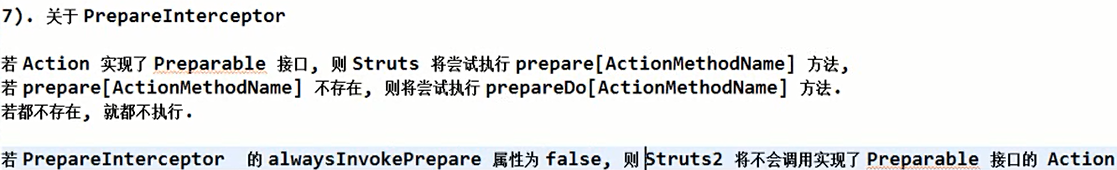 7). 关于 PrepareInterceptor
若 Action 实现了 Preparable 接口, 则 Struts 将尝试执行 prepare[ActionMethodName] 方法,
若 prepare[ActionMethodName] 不存在, 则将尝试执行 prepareDo[ActionMethodName] 方法.
若都不存在, 就都不执行.
若 PrepareInterceptor 的 alwaysInvokePrepare 属性为 false, 则 Struts2 将不会调用实现了 Preparable 接口的 Action